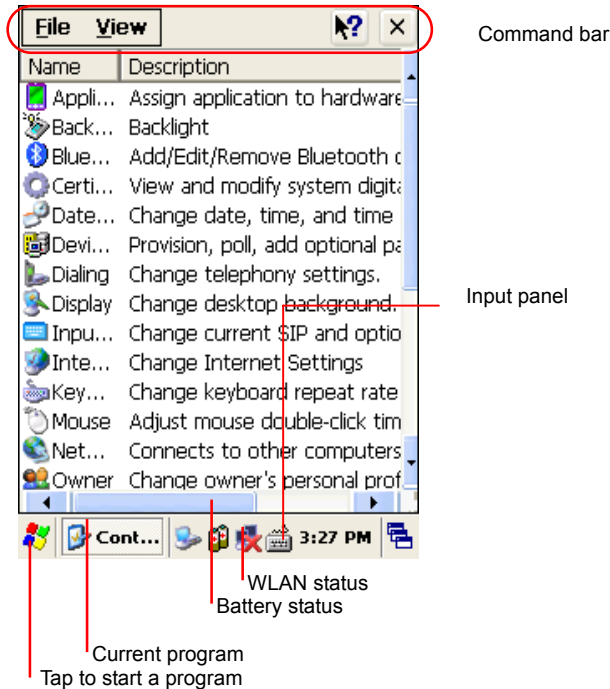 File View ? ×
Command bar
Name Description
Appli... Assign application to hardware
Back... Backlight
Blue... Add/Edit/Remove Bluetooth
Certi... View and modify system digita
Date... Change date, time, and time
Devi... Provision, poll, add optional pa
Dialing Change telephony settings.
Display Change desktop background.
Input panel
Inpu... Change current SIP and optio
Inte... Change Internet Settings
Key... Change keyboard repeat rate
Mouse Adjust mouse double-click tim
Net... Connects to other computers
Owner Change owner's personal prof
Cont... 3:27 PM
WLAN status
Battery status
Current program
Tap to start a program